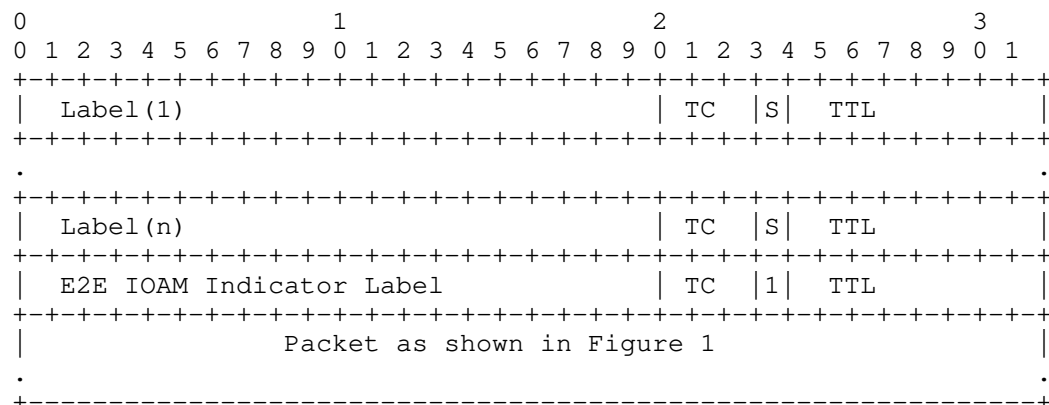 0                   1                   2                   3
0 1 2 3 4 5 6 7 8 9 0 1 2 3 4 5 6 7 8 9 0 1 2 3 4 5 6 7 8 9 0 1
+-+-+-+-+-+-+-+-+-+-+-+-+-+-+-+-+-+-+-+-+-+-+-+-+-+-+-+-+-+-+-+-+
|  Label(1)                             | TC  |S|  TTL          |
+-+-+-+-+-+-+-+-+-+-+-+-+-+-+-+-+-+-+-+-+-+-+-+-+-+-+-+-+-+-+-+-+
.                                                               .
+-+-+-+-+-+-+-+-+-+-+-+-+-+-+-+-+-+-+-+-+-+-+-+-+-+-+-+-+-+-+-+-+
|  Label(n)                             | TC  |S|  TTL          |
+-+-+-+-+-+-+-+-+-+-+-+-+-+-+-+-+-+-+-+-+-+-+-+-+-+-+-+-+-+-+-+-+
|  E2E IOAM Indicator Label             | TC  |1|  TTL          |
+-+-+-+-+-+-+-+-+-+-+-+-+-+-+-+-+-+-+-+-+-+-+-+-+-+-+-+-+-+-+-+-+
|                Packet as shown in Figure 1                    |
.                                                               .
+---------------------------------------------------------------+